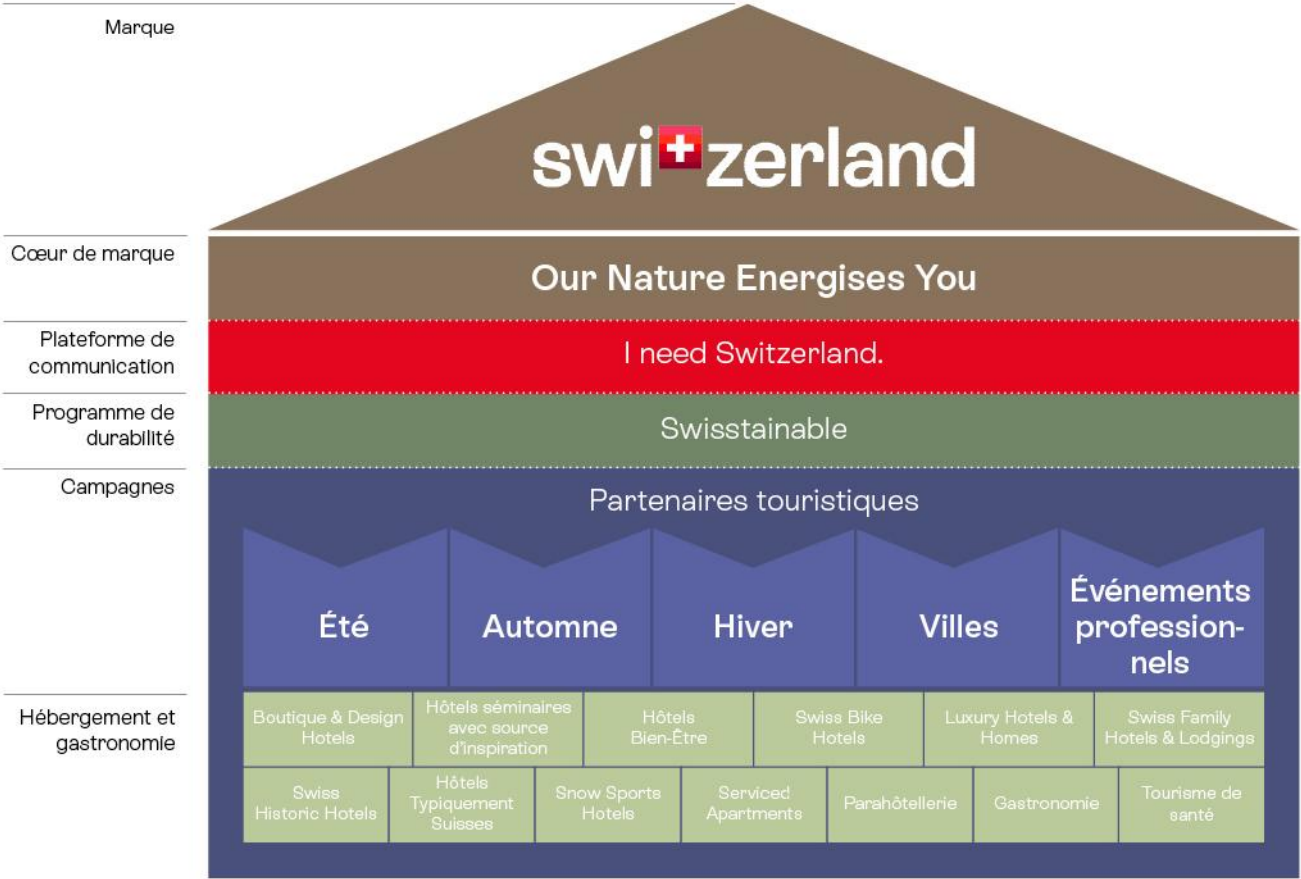 Marque
swi+zerland
Cœur de marque
Our Nature Energises You
Plateforme de
communication
I need Switzerland.
Programme de
durabilité
Swisstainable
Campagnes
Partenaires touristiques
Été
Automne
Hiver
Villes
Événements
profession-
nels
Hébergement et
gastronomie
Boutique & Design
Hotels
Hôtels séminaires
avec source
d'inspiration
Hôtels
Bien-Être
Swiss Bike
Hotels
Luxury Hotels &
Homes
Swiss Family
Hotels & Lodgings
Swiss
Historic Hotels
Hôtels
Typiquement
Suisses
Snow Sports
Hotels
Serviced
Apartments
Parahôtellerie
Gastronomie
Tourisme de
santé